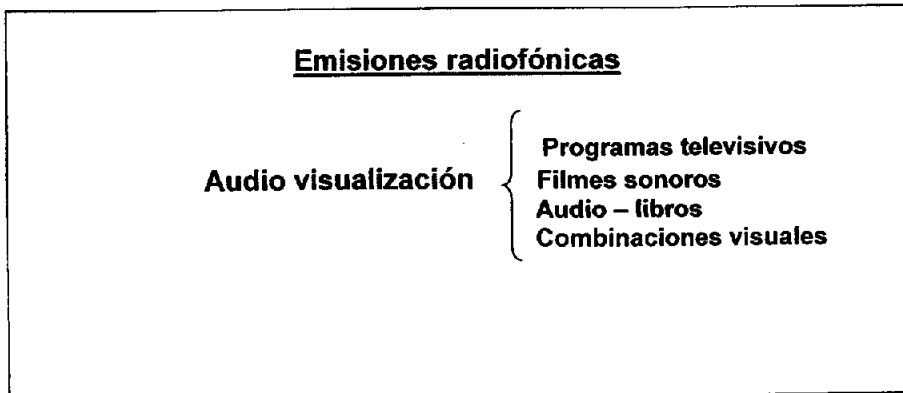 Emisiones radiofónicas
Audio visualización
Programas televisivos
Filmes sonoros
Audio – libros
Combinaciones visuales